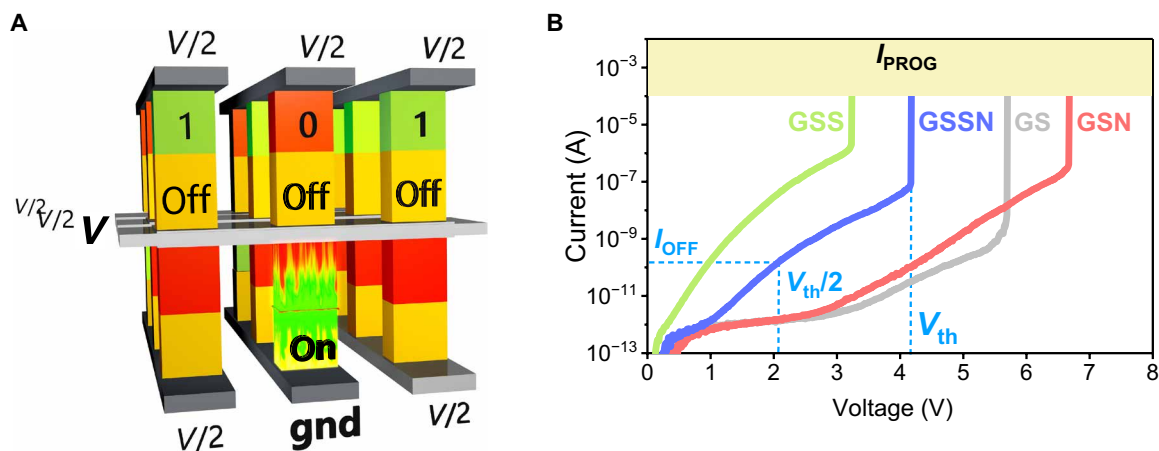 A
V/2 V/2 V/2
1 0 1
Off Off Off
V/2 V/2 V
On
V/2 gnd V/2
B
I_PROG
GSS GSSN GS GSN
I_OFF
V_th/2
V_th
Current (A)
10⁻³
10⁻⁵
10⁻⁷
10⁻⁹
10⁻¹¹
10⁻¹³
0 1 2 3 4 5 6 7 8
Voltage (V)